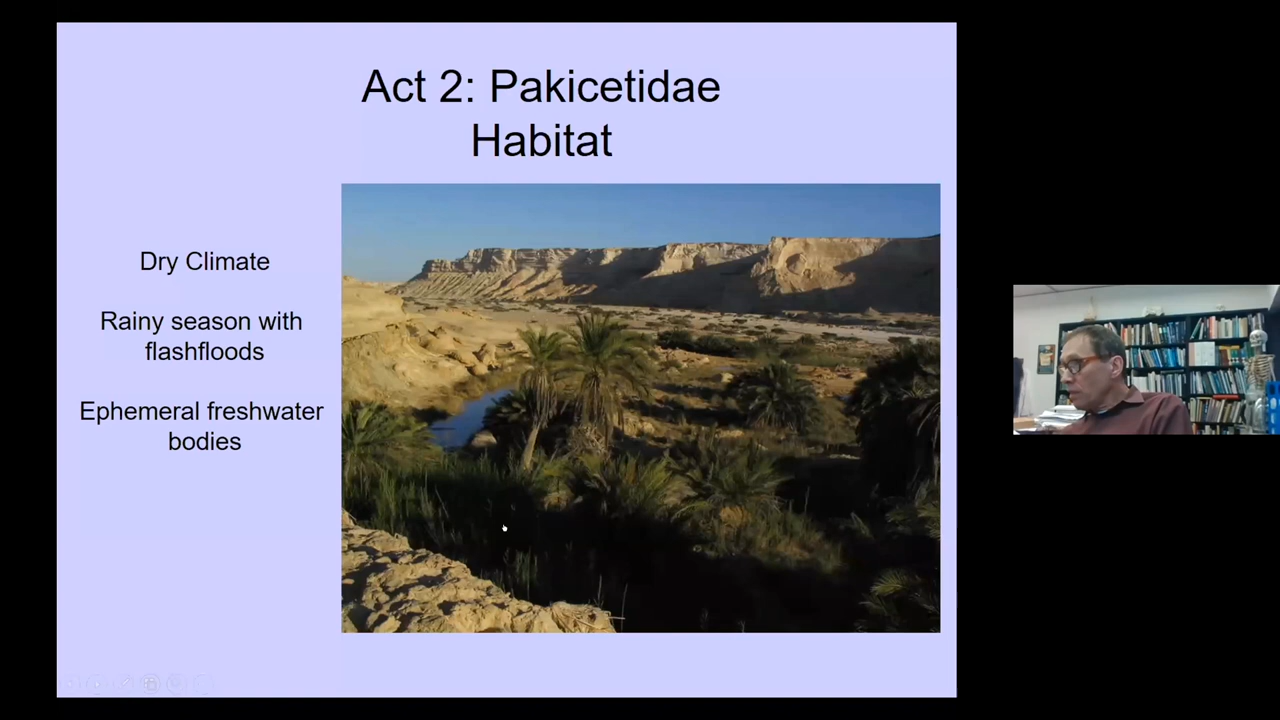 Act 2: Pakicetidae
Habitat
Dry Climate
Rainy season with
flashfloods
Ephemeral freshwater
bodies